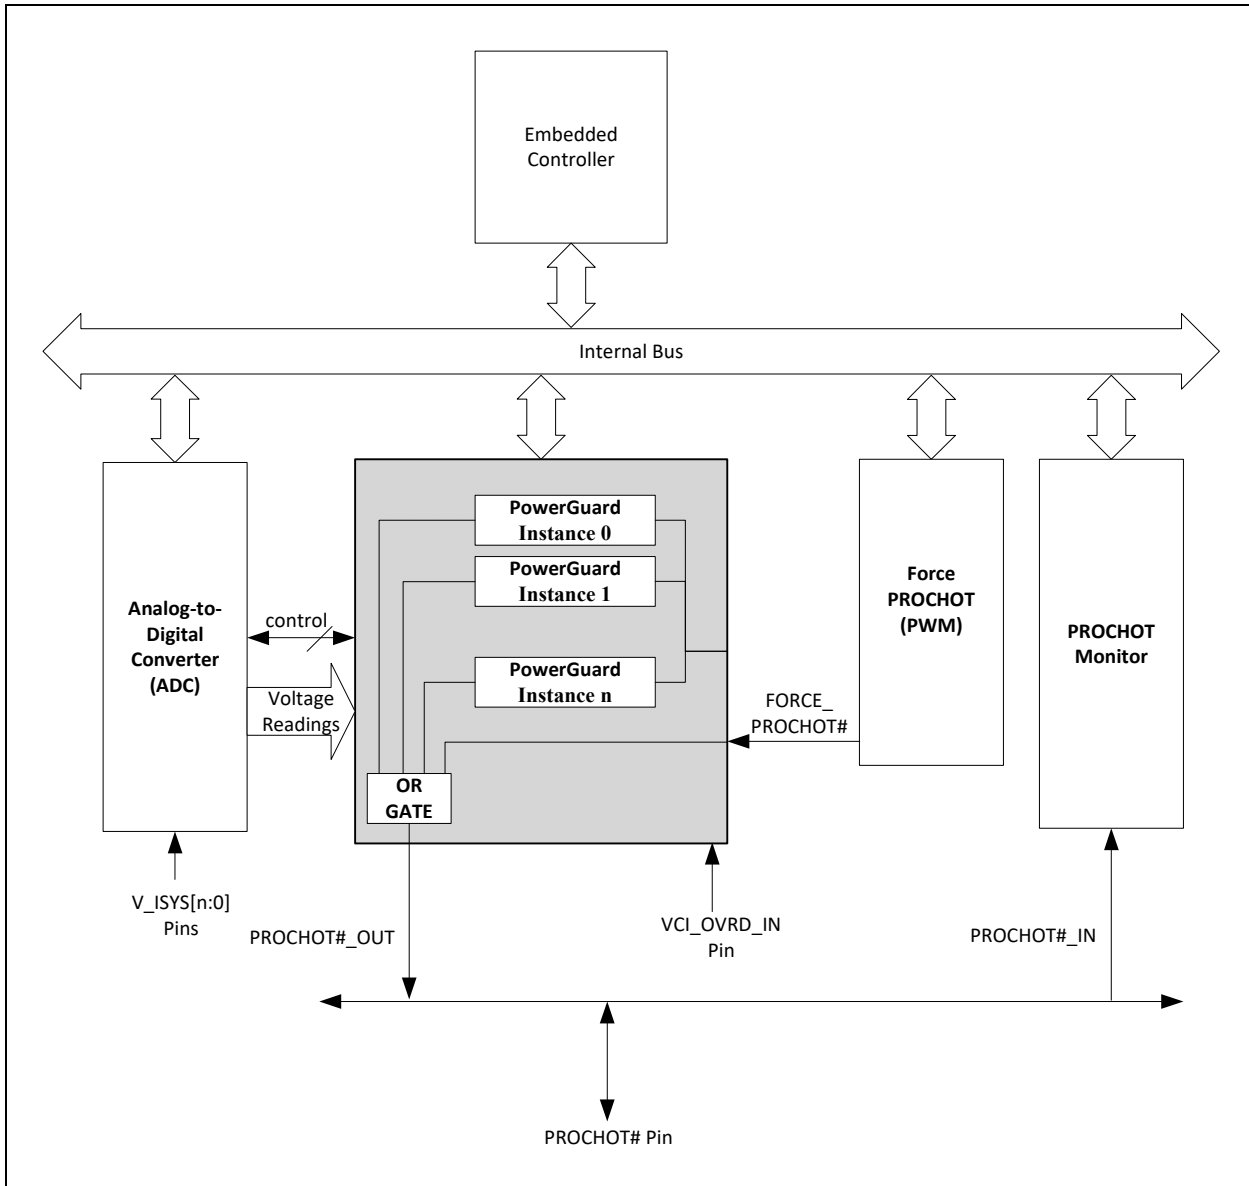 Embedded
Controller
Internal Bus
PowerGuard
Instance 0
PowerGuard
Instance 1
PowerGuard
Instance n
OR
GATE
Analog-to-
Digital
Converter
(ADC)
control
Voltage
Readings
Force
PROCHOT
(PWM)
FORCE_
PROCHOT#
PROCHOT
Monitor
V_ISYS[n:0]
Pins
PROCHOT#_OUT
VCI_OVRD_IN
Pin
PROCHOT#_IN
PROCHOT# Pin